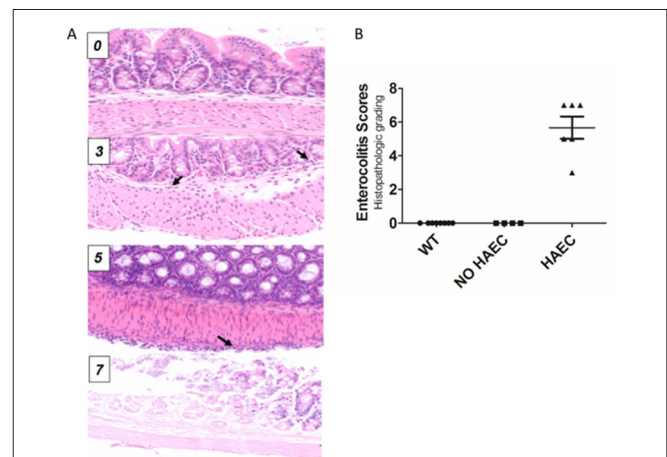 A
B
0
3
5
7
Enterocolitis Scores
Histopathologic grading
8
6
4
2
0
WT
NO HAEC
HAEC